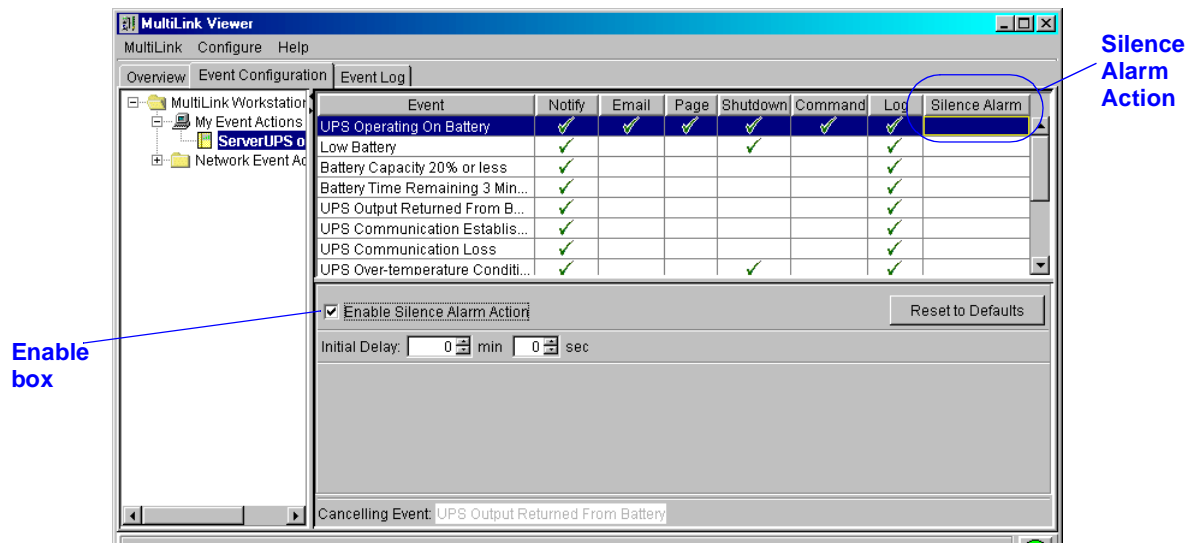 MultiLink Viewer
MultiLink Configure Help
Overview Event Configuration Event Log
Silence
Alarm
Action
MultiLink Workstation
My Event Actions
ServerUPS o
Network Event Ac
Event Notify Email Page Shutdown Command Log Silence Alarm
UPS Operating On Battery
Low Battery
Battery Capacity 20% or less
Battery Time Remaining 3 Min...
UPS Output Returned From B...
UPS Communication Establis...
UPS Communication Loss
UPS Over-temperature Conditi...
Enable Silence Alarm Action Reset to Defaults
Initial Delay: 0 min 0 sec
Enable
box
Cancelling Event: UPS Output Returned From Battery